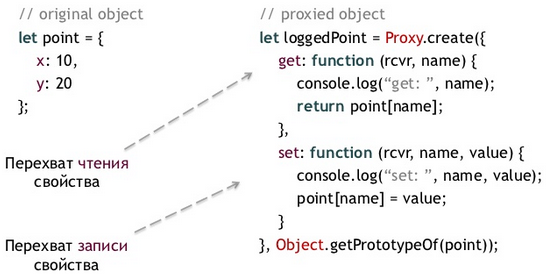 // original object
let point = {
x: 10,
y: 20
};
Перехват чтения
свойства
Перехват записи
свойства
// proxied object
let loggedPoint = Proxy.create({
get: function (rcvr, name) {
console.log(“get: ”, name);
return point[name];
},
set: function (rcvr, name, value) {
console.log(“set: ”, name, value);
point[name] = value;
}
}, Object.getPrototypeOf(point));